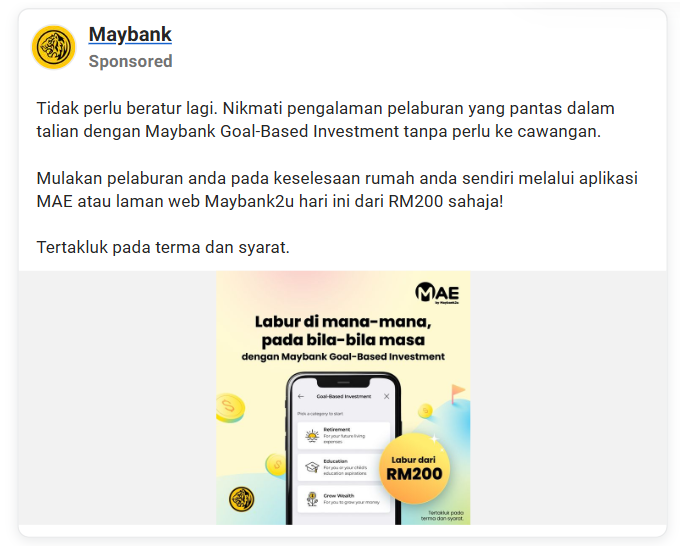 Maybank
Sponsored
Tidak perlu beratur lagi. Nikmati pengalaman pelaburan yang pantas dalam
talian dengan Maybank Goal-Based Investment tanpa perlu ke cawangan.
Mulakan pelaburan anda pada keselesaan rumah anda sendiri melalui aplikasi
MAE atau laman web Maybank2u hari ini dari RM200 sahaja!
Tertakluk pada terma dan syarat.
MAE
by Maybank2u
Labur di mana-mana,
pada bila-bila masa
dengan Maybank Goal-Based Investment
Goal-Based Investment
Pick a category to start
Retirement
For your future living
expenses
Education
For you or your child's
education aspirations
Grow Wealth
For you to grow your money
Labur dari
RM200
Tertakluk pada
terma dan syarat.